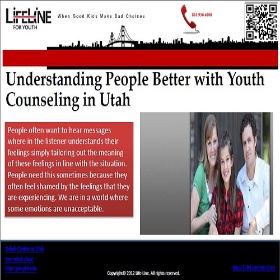 LIFELINE
FOR YOUTH
When Good Kids Make Bad Choices
Understanding People Better with Youth
Counseling in Utah
People often want to hear messages
where in the listener understands their
feelings simply tailoring out the meaning
of these feelings in line with the situation.
People need this sometimes because they
often feel shamed by the feelings that they
are experiencing. We are in a world where
some emotions are unacceptable.
Copyright© 2012 Life-Line. All rights reserved.